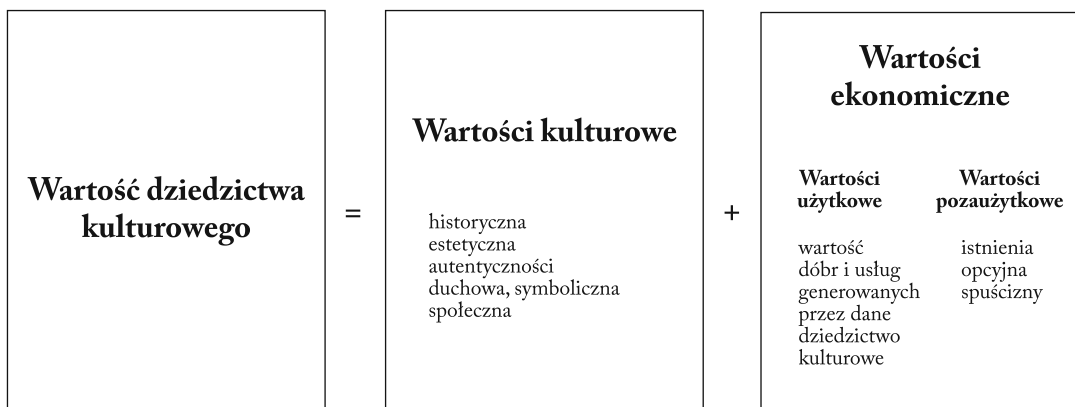 Wartość dziedzictwa
kulturowego
=
Wartości kulturowe
historyczna
estetyczna
autentyczności
duchowa, symboliczna
społeczna
+
Wartości
ekonomiczne
Wartości
użytkowe
wartość
dóbr i usług
generowanych
przez dane
dziedzictwo
kulturowe
Wartości
pozaużytkowe
istnienia
opcyjna
spuścizny